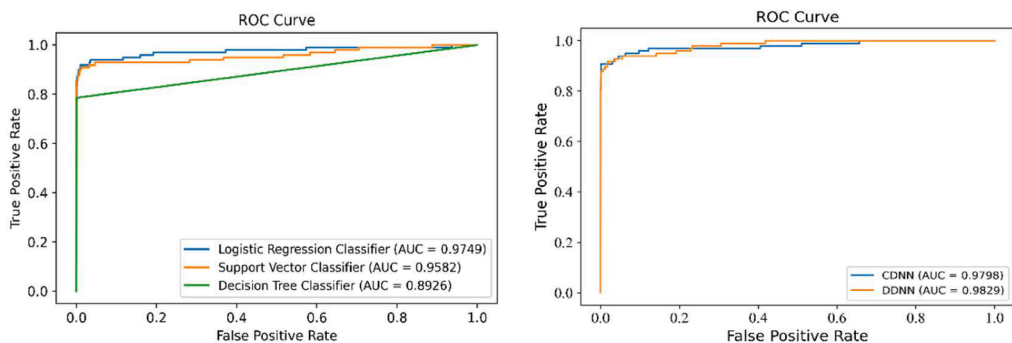 ROC Curve
True Positive Rate
1.0
0.8
0.6
0.4
0.2
0.0
Logistic Regression Classifier (AUC = 0.9749)
Support Vector Classifier (AUC = 0.9582)
Decision Tree Classifier (AUC = 0.8926)
0.0 0.2 0.4 0.6 0.8 1.0
False Positive Rate
ROC Curve
True Positive Rate
1.0
0.8
0.6
0.4
0.2
0.0
CDNN (AUC = 0.9798)
DDNN (AUC = 0.9829)
0.0 0.2 0.4 0.6 0.8 1.0
False Positive Rate